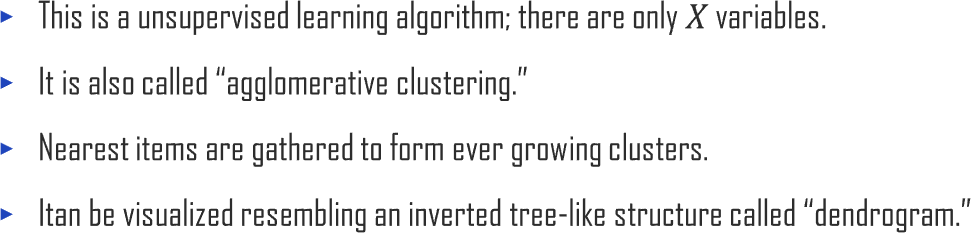 ► This is a unsupervised learning algorithm; there are only X variables.
► It is also called “agglomerative clustering.”
► Nearest items are gathered to form ever growing clusters.
► Itan be visualized resembling an inverted tree-like structure called “dendrogram.”